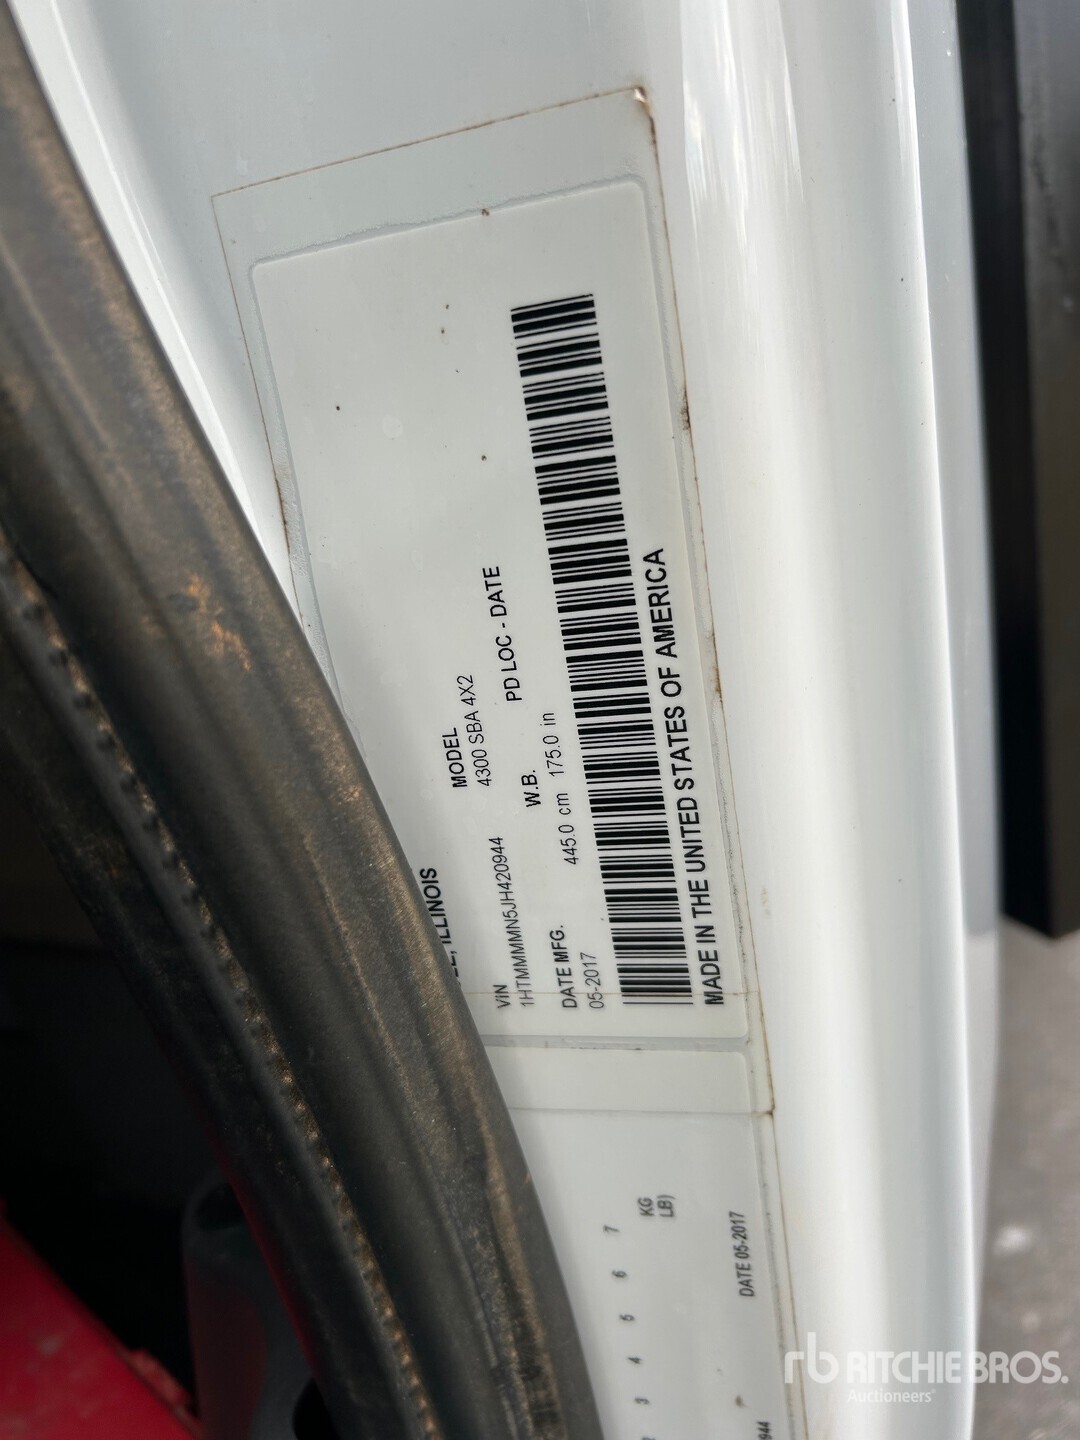 ILLINOIS
MODEL
4300 SBA 4X2
VIN
1HTMMMMN5JH420944
W.B.
PD LOC - DATE
DATE MFG.
445.0 cm 175.0 in
05-2017
MADE IN THE UNITED STATES OF AMERICA
3 4 5 6 7
KG
LB)
DATE 05-2017
944
rb RITCHIE BROS.
Auctioneers